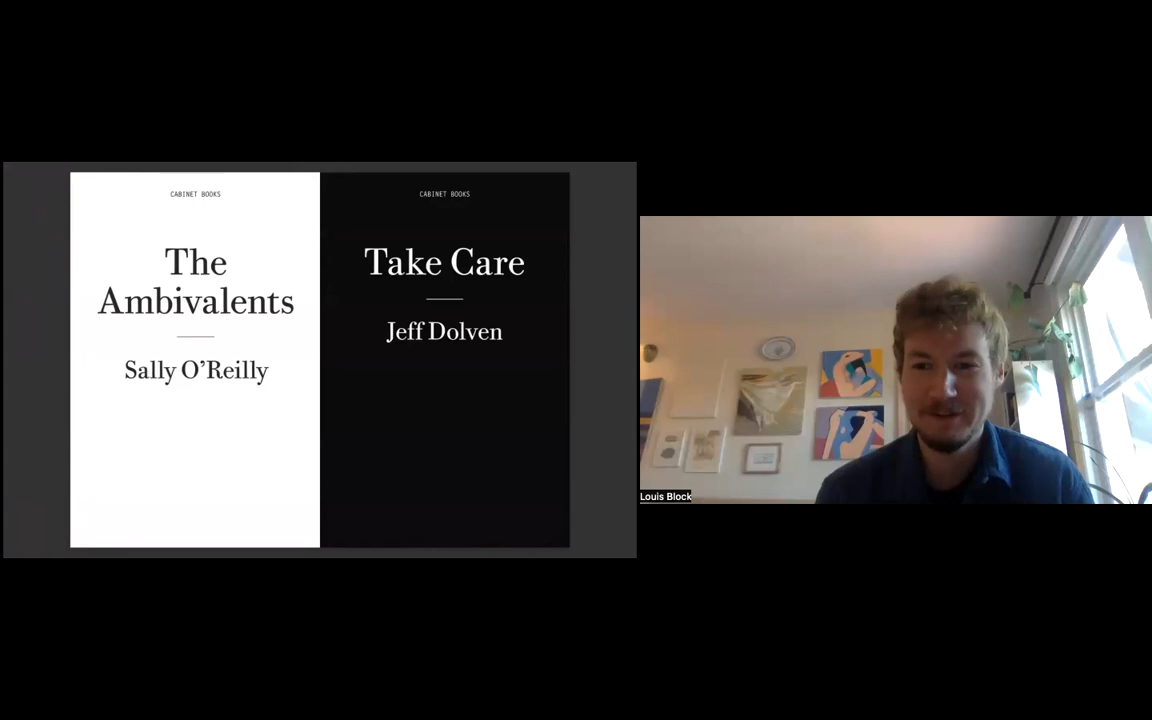 CABINET BOOKS
The
Ambivalents
Sally O’Reilly
CABINET BOOKS
Take Care
Jeff Dolven
Louis Block